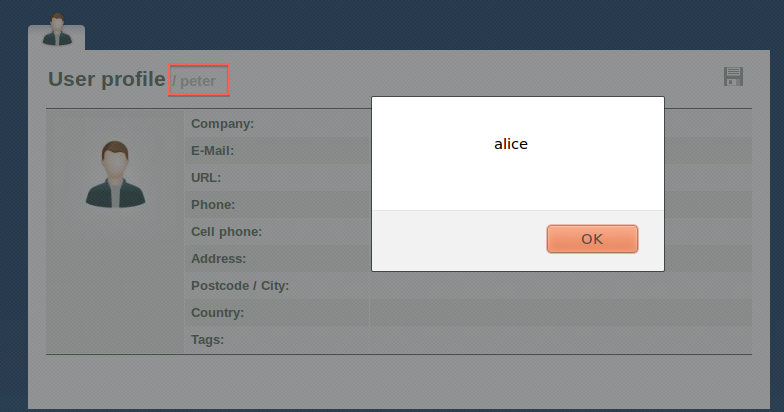 User profile / peter
Company:
E-Mail:
URL:
Phone:
Cell phone:
Address:
Postcode / City:
Country:
Tags:
alice
OK